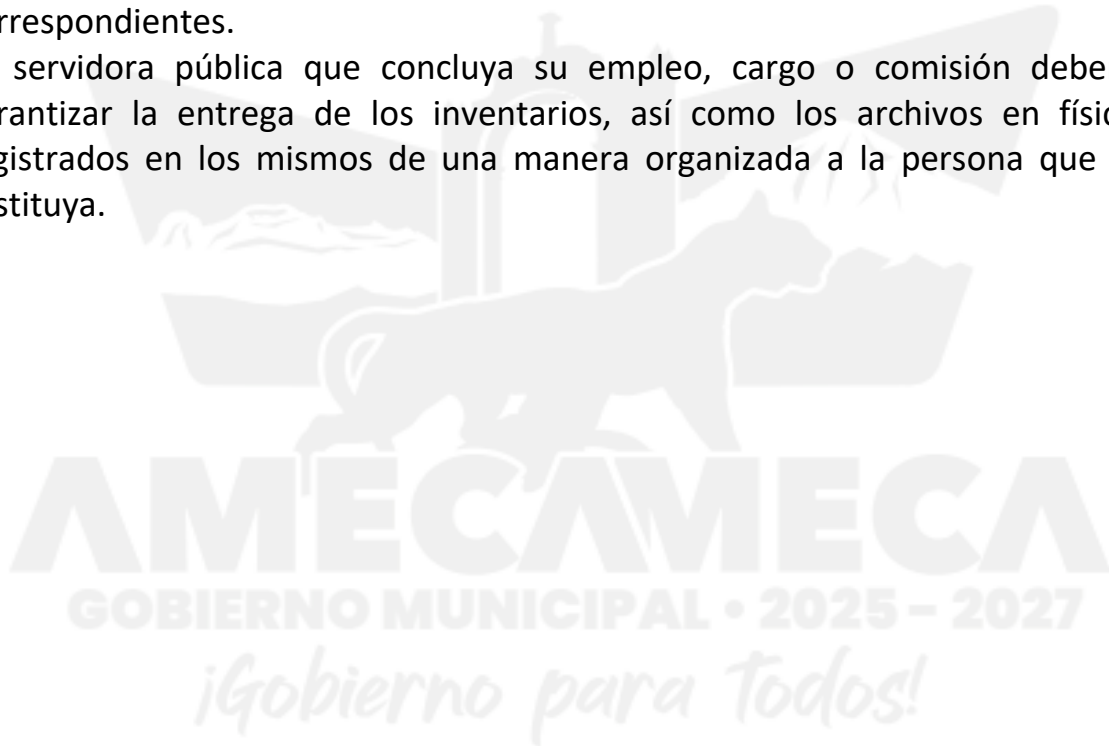 rrespondientes.
servidora pública que concluya su empleo, cargo o comisión debe
rantizar la entrega de los inventarios, así como los archivos en físic
gistrados en los mismos de una manera organizada a la persona que
stituya.
AMECAMECA
GOBIERNO MUNICIPAL • 2025 – 2027
¡Gobierno para Todos!